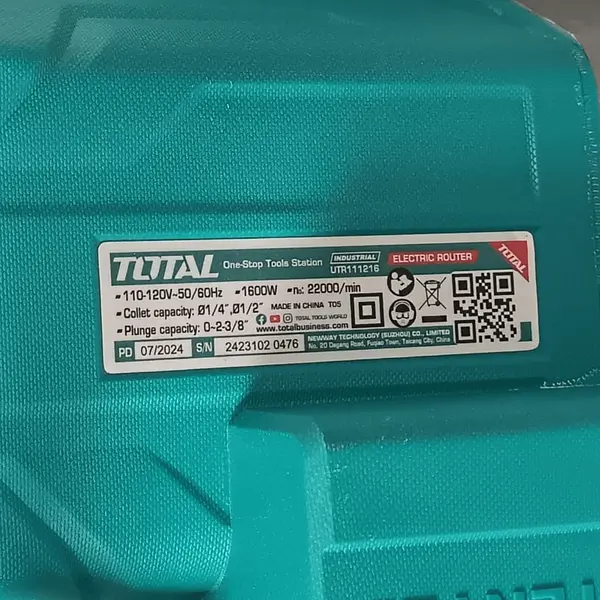 TOTAL One-Stop Tools Station INDUSTRIAL UTR111216 ELECTRIC ROUTER TOTAL
110-120V~50/60Hz 1600W n₀: 22000/min
Collet capacity: Ø1/4",Ø1/2" MADE IN CHINA T05
Plunge capacity: 0-2-3/8" TOTAL TOOLS WORLD
www.totalbusiness.com
PD 07/2024 S/N 2423102 0476
NEWWAY TECHNOLOGY (SUZHOU) CO., LIMITED
No. 20 Degang Road, Fuqiao Town, Taicang City, China